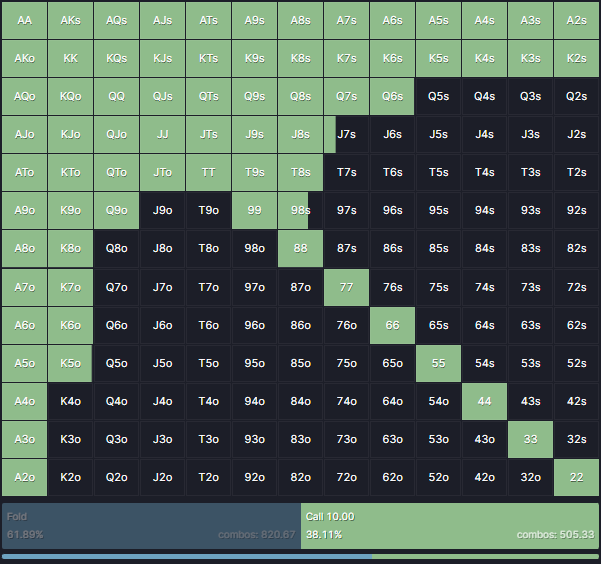 AA AKs AQs AJs ATs A9s A8s A7s A6s A5s A4s A3s A2s
AKo KK KQs KJs KTs K9s K8s K7s K6s K5s K4s K3s K2s
AQo KQo QQ QJs QTs Q9s Q8s Q7s Q6s Q5s Q4s Q3s Q2s
AJo KJo QJo JJ JTs J9s J8s J7s J6s J5s J4s J3s J2s
ATo KTo QTo JTo TT T9s T8s T7s T6s T5s T4s T3s T2s
A9o K9o Q9o J9o T9o 99 98s 97s 96s 95s 94s 93s 92s
A8o K8o Q8o J8o T8o 98o 88 87s 86s 85s 84s 83s 82s
A7o K7o Q7o J7o T7o 97o 87o 77 76s 75s 74s 73s 72s
A6o K6o Q6o J6o T6o 96o 86o 76o 66 65s 64s 63s 62s
A5o K5o Q5o J5o T5o 95o 85o 75o 65o 55 54s 53s 52s
A4o K4o Q4o J4o T4o 94o 84o 74o 64o 54o 44 43s 42s
A3o K3o Q3o J3o T3o 93o 83o 73o 63o 53o 43o 33 32s
A2o K2o Q2o J2o T2o 92o 82o 72o 62o 52o 42o 32o 22
Fold Call 10.00
61.89% combos: 820.67 38.11% combos: 505.33